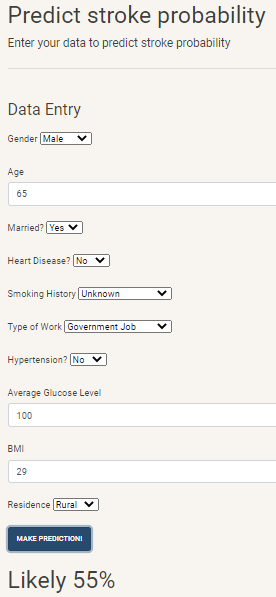 Predict stroke probability
Enter your data to predict stroke probability
Data Entry
Gender Male
Age
65
Married? Yes
Heart Disease? No
Smoking History Unknown
Type of Work Government Job
Hypertension? No
Average Glucose Level
100
BMI
29
Residence Rural
MAKE PREDICTION!
Likely 55%